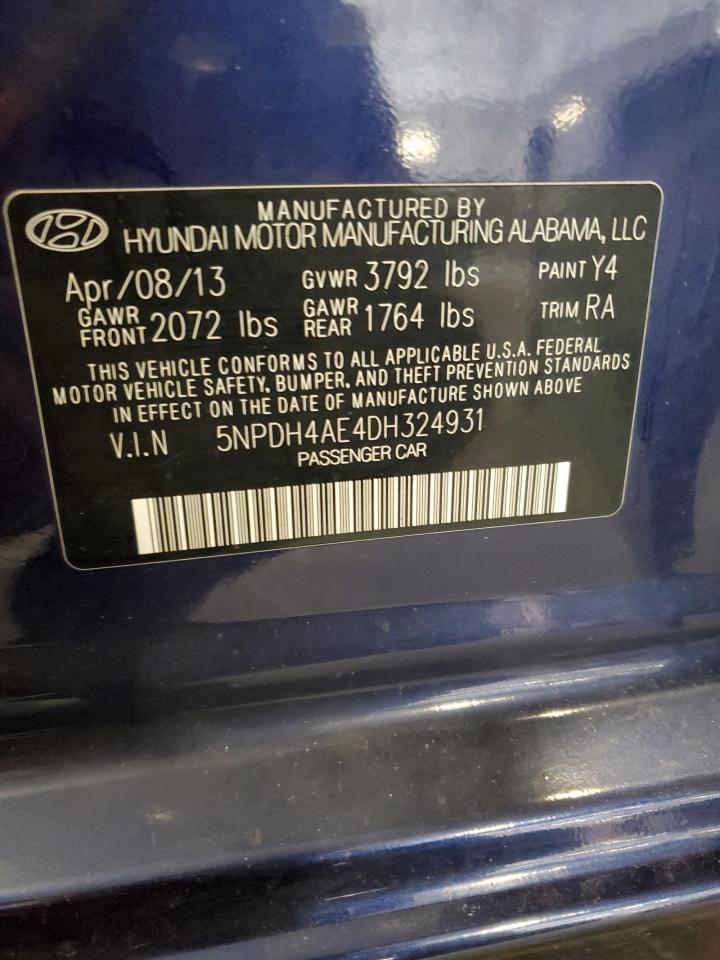 MANUFACTURED BY
HYUNDAI MOTOR MANUFACTURING ALABAMA, LLC
Apr/08/13 GVWR 3792 lbs PAINT Y4
GAWR FRONT 2072 lbs GAWR REAR 1764 lbs TRIM RA
THIS VEHICLE CONFORMS TO ALL APPLICABLE U.S.A. FEDERAL
MOTOR VEHICLE SAFETY, BUMPER, AND THEFT PREVENTION STANDARDS
IN EFFECT ON THE DATE OF MANUFACTURE SHOWN ABOVE
V.I.N 5NPDH4AE4DH324931
PASSENGER CAR